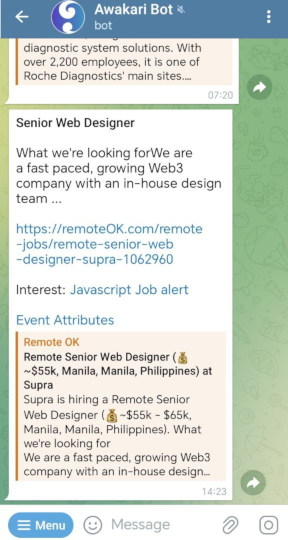 Awakari Bot
bot
diagnostic system solutions. With
over 2,200 employees, it is one of
Roche Diagnostics' main sites....
07:20
Senior Web Designer
What we're looking forWe are
a fast paced, growing Web3
company with an in-house design
team ...
https://remoteOK.com/remote
-jobs/remote-senior-web
-designer-supra-1062960
Interest: Javascript Job alert
Event Attributes
Remote OK
Remote Senior Web Designer (💰
~$55k, Manila, Manila, Philippines) at
Supra
Supra is hiring a Remote Senior
Web Designer (💰~$55k - $65k,
Manila, Manila, Philippines). What
we're looking for
We are a fast paced, growing Web3
company with an in-house design...
14:23
Menu
Message